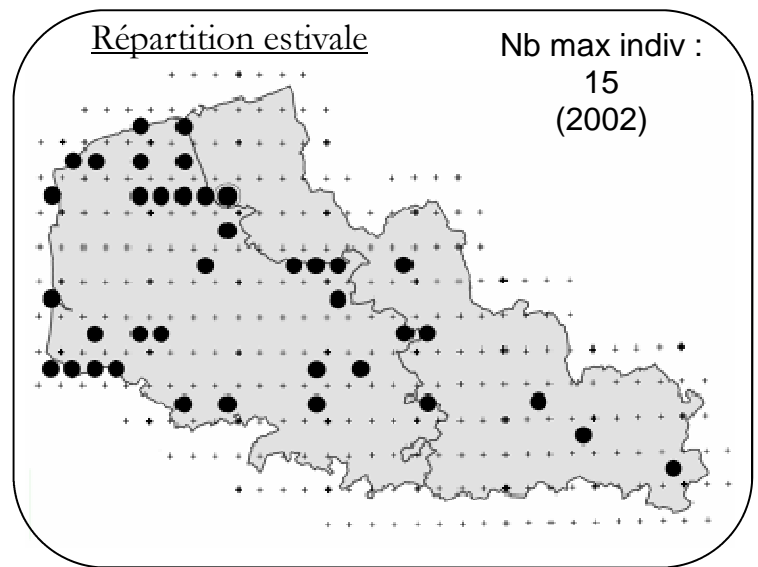 Répartition estivale
Nb max indiv :
15
(2002)